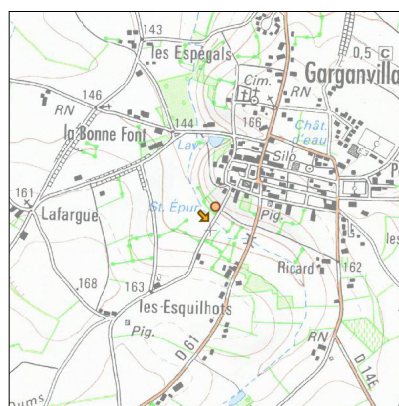 143
les Espégals
0,5 C
Garganvilla
Cim.
RN
RN
146
166
Chât.
d'eau
la Bonne Font
144
Lav.
Silo
161
Lafargue
St. Épur.
Pig.
Ricard
162
168
163
les-Esquilhots
Pig.
RN
D 61
D 14E